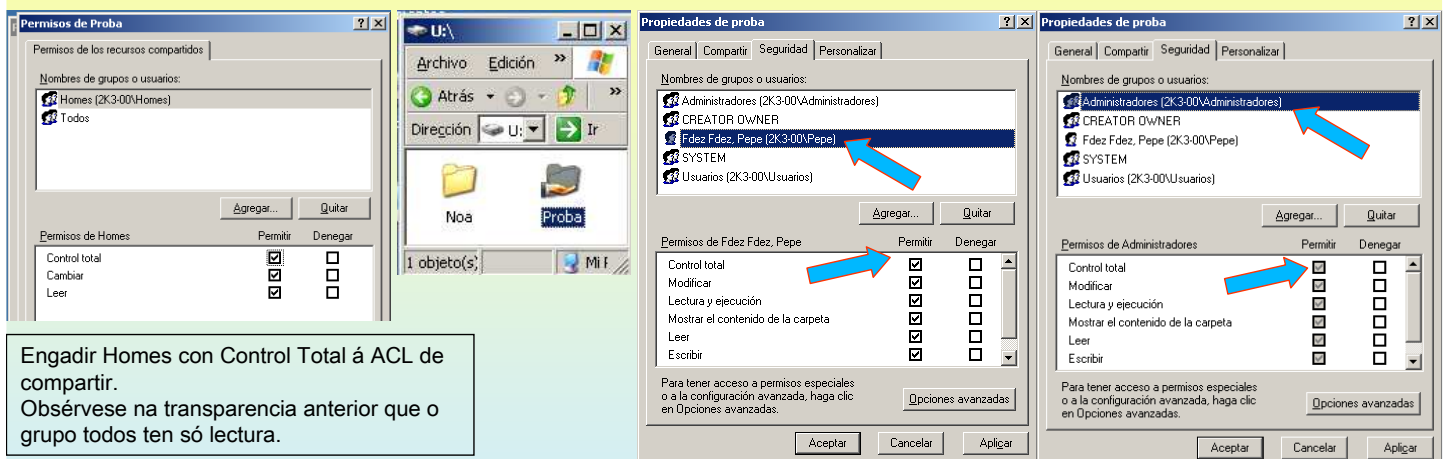 Permisos de Proba
Permisos de los recursos compartidos
Nombres de grupos o usuarios:
Homes (2K3-00\Homes)
Todos
Agregar...
Quitar
Permisos de Homes
Permitir
Denegar
Control total
Cambiar
Leer
U:\
Archivo
Edición
»
Atrás
»
Dirección
U:
Ir
Noa
Proba
1 objeto(s)
Mi
Engadir Homes con Control Total á ACL de
compartir.
Obsérvese na transparencia anterior que o
grupo todos ten só lectura.
Propiedades de proba
General
Compartir
Seguridad
Personalizar
Nombres de grupos o usuarios:
Administradores (2K3-00\Administradores)
CREATOR OWNER
Fdez Fdez, Pepe (2K3-00\Pepe)
SYSTEM
Usuarios (2K3-00\Usuarios)
Agregar...
Quitar
Permisos de Fdez Fdez, Pepe
Permitir
Denegar
Control total
Modificar
Lectura y ejecución
Mostrar el contenido de la carpeta
Leer
Escribir
Para tener acceso a permisos especiales
o a la configuración avanzada, haga clic
en Opciones avanzadas.
Opciones avanzadas
Aceptar
Cancelar
Aplicar
Propiedades de proba
General
Compartir
Seguridad
Personalizar
Nombres de grupos o usuarios:
Administradores (2K3-00\Administradores)
CREATOR OWNER
Fdez Fdez, Pepe (2K3-00\Pepe)
SYSTEM
Usuarios (2K3-00\Usuarios)
Agregar...
Quitar
Permisos de Administradores
Permitir
Denegar
Control total
Modificar
Lectura y ejecución
Mostrar el contenido de la carpeta
Leer
Escribir
Para tener acceso a permisos especiales
o a la configuración avanzada, haga clic
en Opciones avanzadas.
Opciones avanzadas
Aceptar
Cancelar
Aplicar